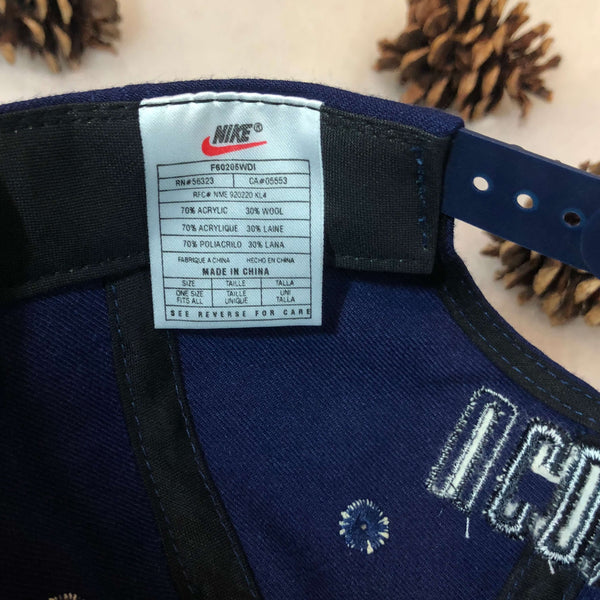 NIKE®
F60206WDI
RN#56323 CA#05553
RFC# NME 920220 KL4
70% ACRYLIC 30% WOOL
70% ACRYLIQUE 30% LAINE
70% POLIACRILO 30% LANA
FABRIQUE A CHINE HECHO EN CHINA
MADE IN CHINA
SIZE TAILLE TALLA
ONE SIZE TAILLE UNI
FITS ALL UNIQUE TALLA
SEE REVERSE FOR CARE